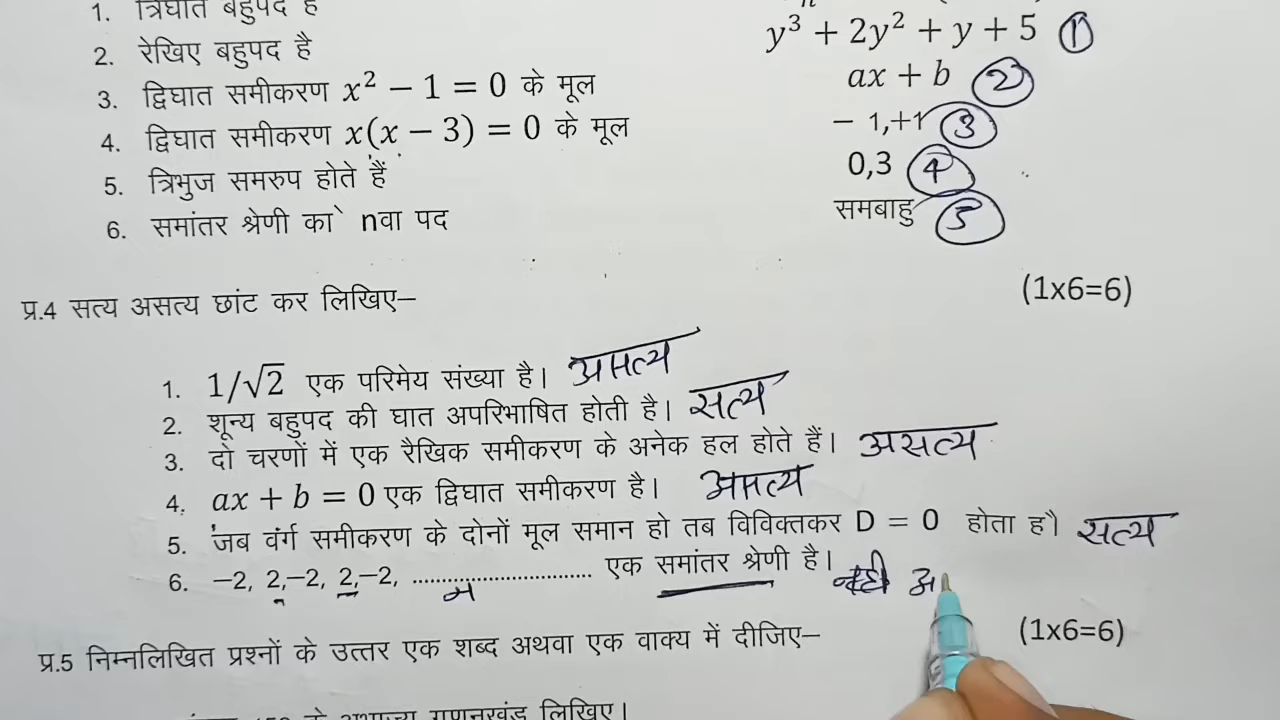 1. त्रिघात बहुपद है
y³ + 2y² + y + 5 ①
2. रेखिए बहुपद है
ax + b ②
3. द्विघात समीकरण x² − 1 = 0 के मूल
− 1,+1 ③
4. द्विघात समीकरण x(x − 3) = 0 के मूल
0,3 ④
5. त्रिभुज समरुप होते हैं
समबाहु ⑤
6. समांतर श्रेणी का े nवा पद
प्र.4 सत्य असत्य छांट कर लिखिए– (1x6=6)
1. 1/√2 एक परिमेय संख्या है। असत्य
2. शून्य बहुपद की घात अपरिभाषित होती है। सत्य
3. दो चरणों में एक रैखिक समीकरण के अनेक हल होते हैं। असत्य
4. ax + b = 0 एक द्विघात समीकरण है। असत्य
5. जब वर्ग समीकरण के दोनों मूल समान हो तब विविक्तकर D = 0 होता है सत्य
6. −2, 2,−2, 2,−2, .............................. एक समांतर श्रेणी है। नही अ
न
प्र.5 निम्नलिखित प्रश्नों के उत्तर एक शब्द अथवा एक वाक्य में दीजिए– (1x6=6)
के अभाज्य गुणनखंड लिखिए।